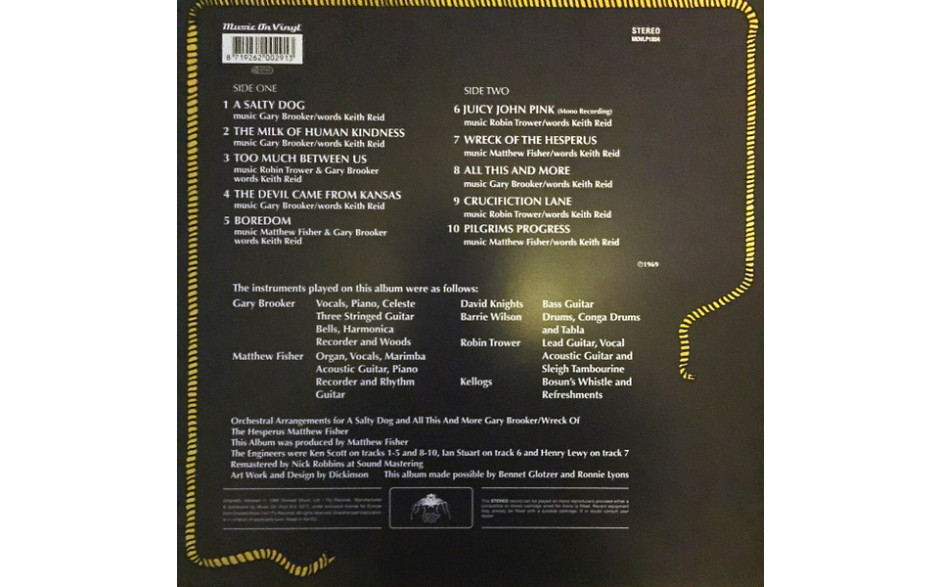 Music On Vinyl
8719262002913
STEREO
MOVLP1804
SIDE ONE
1 A SALTY DOG
music Gary Brooker/words Keith Reid
2 THE MILK OF HUMAN KINDNESS
music Gary Brooker/words Keith Reid
3 TOO MUCH BETWEEN US
music Robin Trower & Gary Brooker
words Keith Reid
4 THE DEVIL CAME FROM KANSAS
music Gary Brooker/words Keith Reid
5 BOREDOM
music Matthew Fisher & Gary Brooker
words Keith Reid
SIDE TWO
6 JUICY JOHN PINK (Mono Recording)
music Robin Trower/words Keith Reid
7 WRECK OF THE HESPERUS
music Matthew Fisher/words Keith Reid
8 ALL THIS AND MORE
music Gary Brooker/words Keith Reid
9 CRUCIFICTION LANE
music Robin Trower/words Keith Reid
10 PILGRIMS PROGRESS
music Matthew Fisher/words Keith Reid
℗1969
The instruments played on this album were as follows:
Gary Brooker Vocals, Piano, Celeste
Three Stringed Guitar
Bells, Harmonica
Recorder and Woods
Matthew Fisher Organ, Vocals, Marimba
Acoustic Guitar, Piano
Recorder and Rhythm
Guitar
David Knights Bass Guitar
Barrie Wilson Drums, Conga Drums
and Tabla
Robin Trower Lead Guitar, Vocal
Acoustic Guitar and
Sleigh Tambourine
Kellogs Bosun's Whistle and
Refreshments
Orchestral Arrangements for A Salty Dog and All This And More Gary Brooker/Wreck Of
The Hesperus Matthew Fisher
This Album was produced by Matthew Fisher
The Engineers were Ken Scott on tracks 1-5 and 8-10, Ian Stuart on track 6 and Henry Lewy on track 7
Remastered by Nick Robbins at Sound Mastering
Art Work and Design by Dickinson This album made possible by Bennet Glotzer and Ronnie Lyons